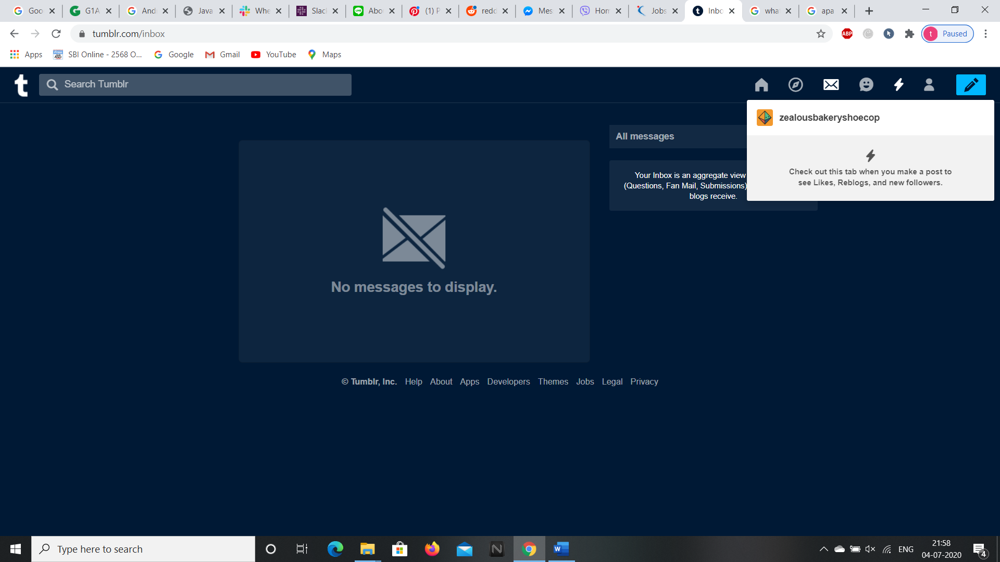 Goo
G1A
And
Java
Whe
Slac
Abo
(1) P
redd
Mes
Hom
Jobs
Inbo
wha
apa
tumblr.com/inbox
ABP
t Paused
Apps
SBI Online - 2568 O...
Google
Gmail
YouTube
Maps
t
Search Tumblr
zealousbakeryshoecop
Check out this tab when you make a post to
see Likes, Reblogs, and new followers.
All messages
Your Inbox is an aggregate view
(Questions, Fan Mail, Submissions)
blogs receive.
No messages to display.
© Tumblr, Inc. Help About Apps Developers Themes Jobs Legal Privacy
Type here to search
ENG
21:58
04-07-2020
4